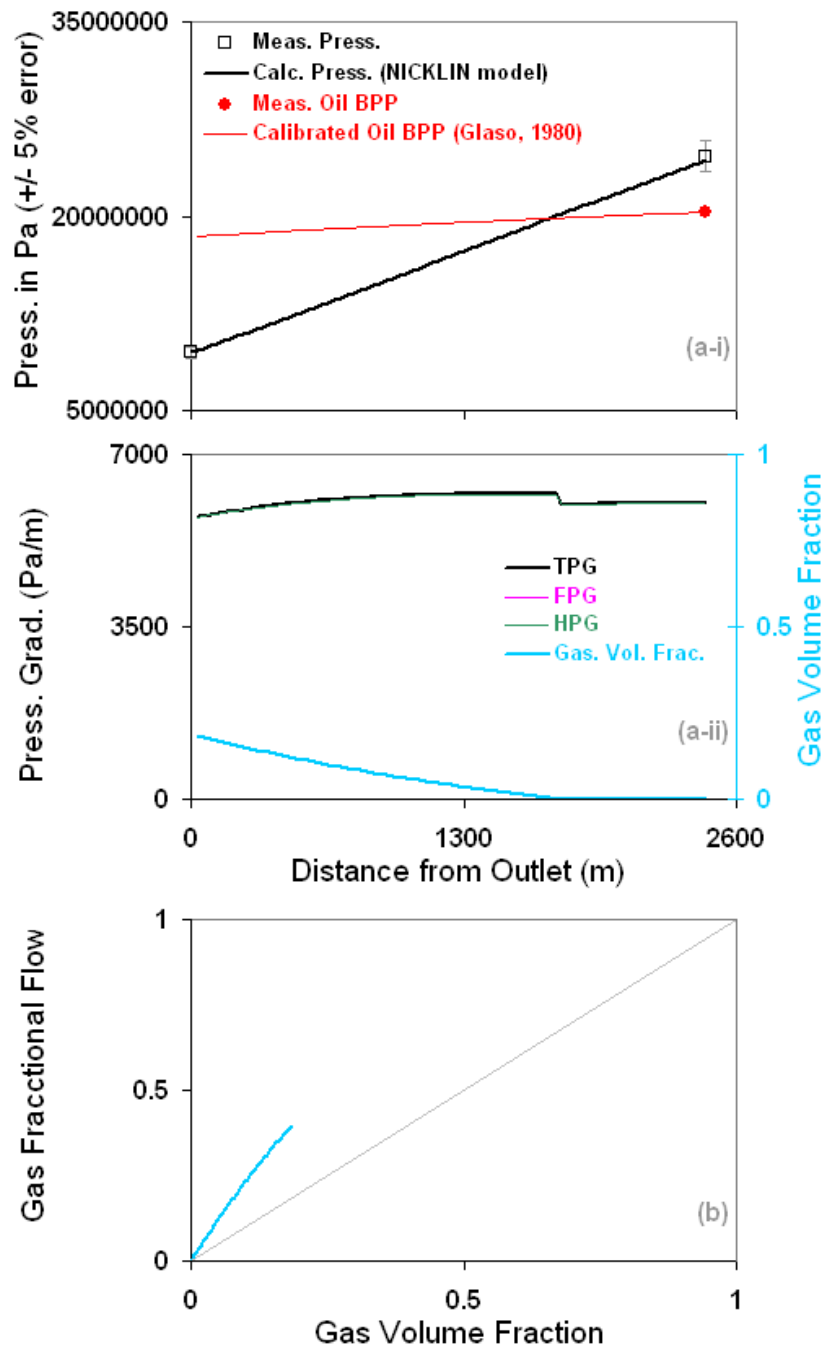 35000000
Meas. Press.
Calc. Press. (NICKLIN model)
Meas. Oil BPP
Calibrated Oil BPP (Glaso, 1980)
20000000
5000000
Press. in Pa (+/- 5% error)
(a-i)
1300
2600
7000
3500
0
Press. Grad. (Pa/m)
TPG
FPG
HPG
Gas. Vol. Frac.
(a-ii)
1
0.5
0
Gas Volume Fraction
0
1300
2600
Distance from Outlet (m)
1
0.5
0
Gas Fracctional Flow
(b)
0
0.5
1
Gas Volume Fraction